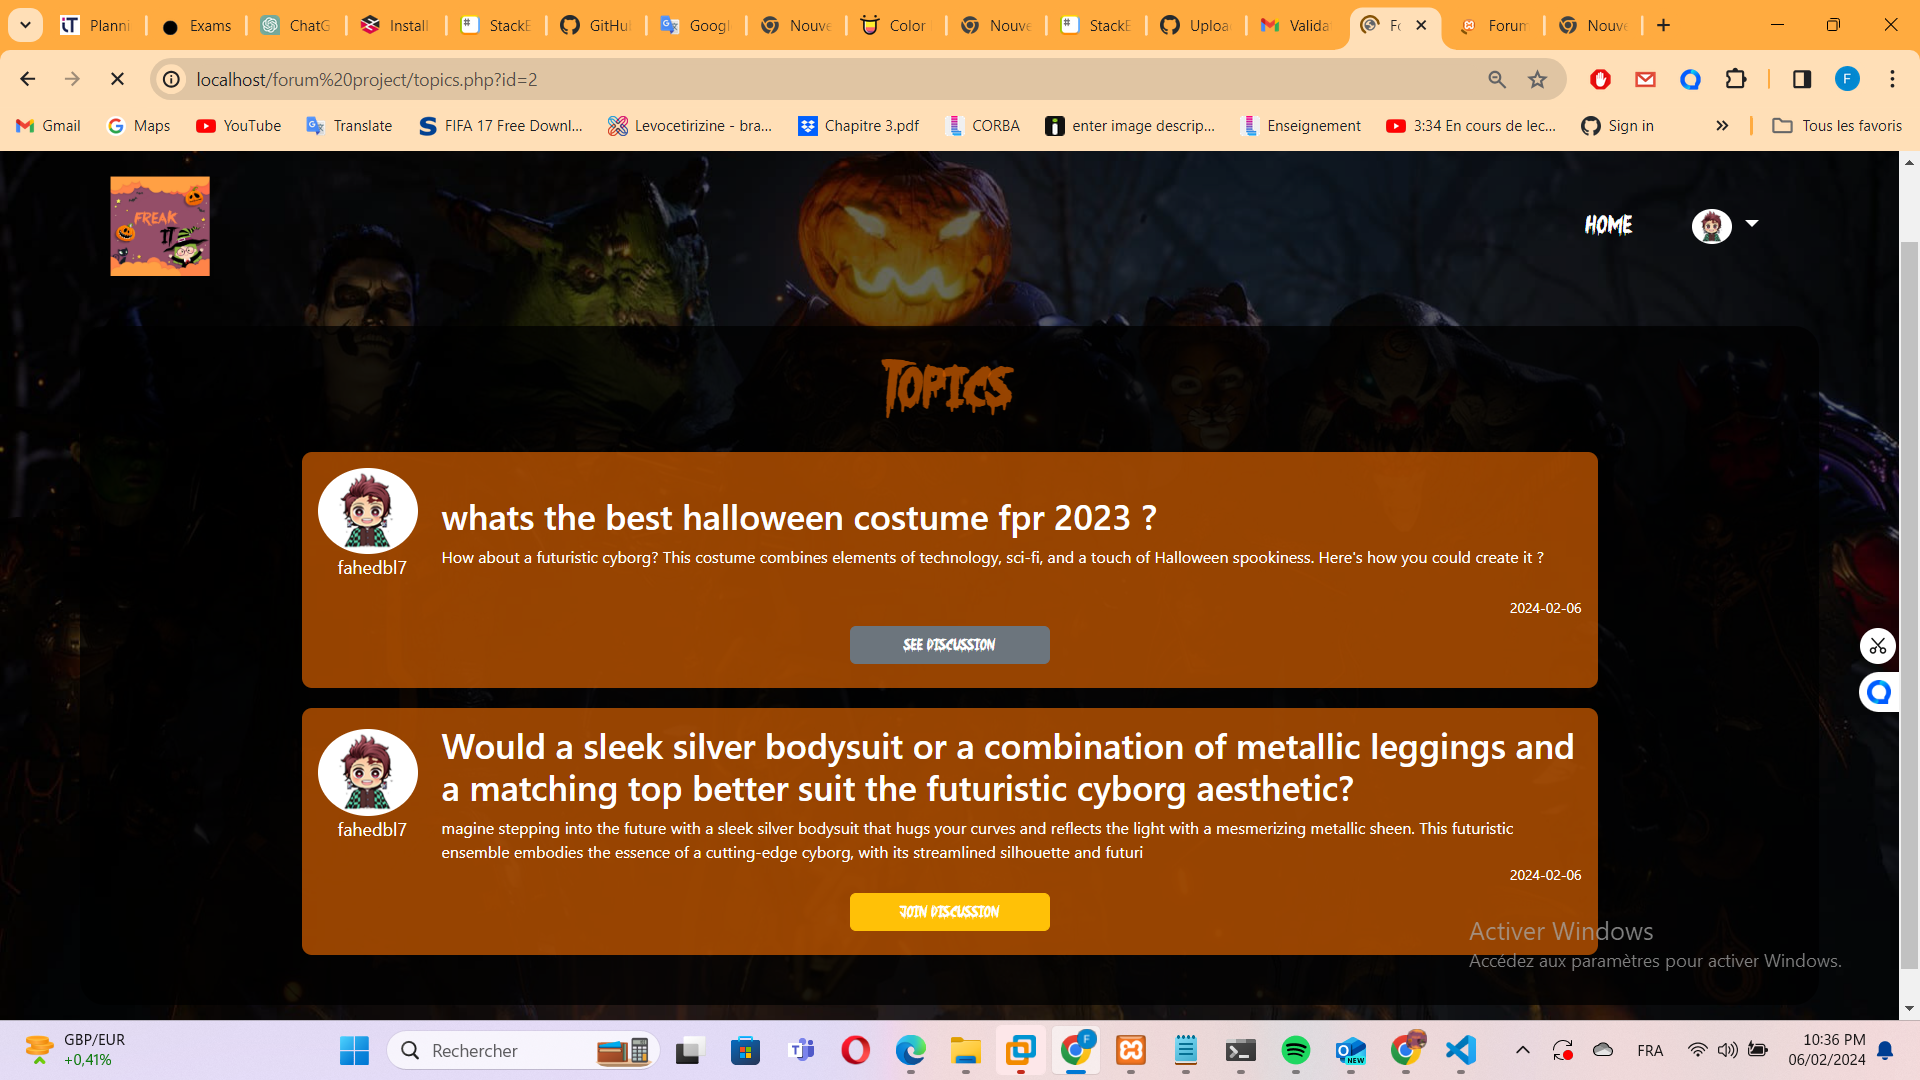 Planni
Exams
ChatG
Install
StackE
GitHu
Googl
Nouve
Color
Nouve
StackE
Uploa
Valida
Fo
Forun
Nouv
localhost/forum%20project/topics.php?id=2
F
Gmail
Maps
YouTube
Translate
FIFA 17 Free Downl...
Levocetirizine - bra...
Chapitre 3.pdf
CORBA
enter image descrip...
Enseignement
3:34 En cours de lec...
Sign in
Tous les favoris
FREAK
IT
HOME
Topics
whats the best halloween costume fpr 2023 ?
How about a futuristic cyborg? This costume combines elements of technology, sci-fi, and a touch of Halloween spookiness. Here's how you could create it ?
fahedbl7
2024-02-06
SEE DISCUSSION
Would a sleek silver bodysuit or a combination of metallic leggings and
a matching top better suit the futuristic cyborg aesthetic?
fahedbl7
magine stepping into the future with a sleek silver bodysuit that hugs your curves and reflects the light with a mesmerizing metallic sheen. This futuristic
ensemble embodies the essence of a cutting-edge cyborg, with its streamlined silhouette and futuri
2024-02-06
JOIN DISCUSSION
Activer Windows
Accédez aux paramètres pour activer Windows.
GBP/EUR
+0,41%
Rechercher
F
NEW
FRA
10:36 PM
06/02/2024